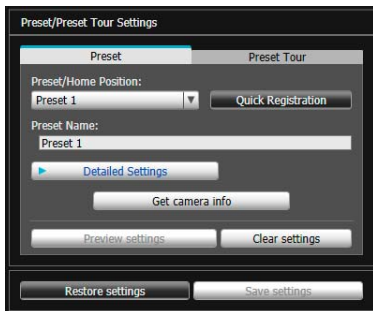 Preset/Preset Tour Settings
Preset
Preset Tour
Preset/Home Position:
Preset 1
Quick Registration
Preset Name:
Preset 1
Detailed Settings
Get camera info
Preview settings
Clear settings
Restore settings
Save settings